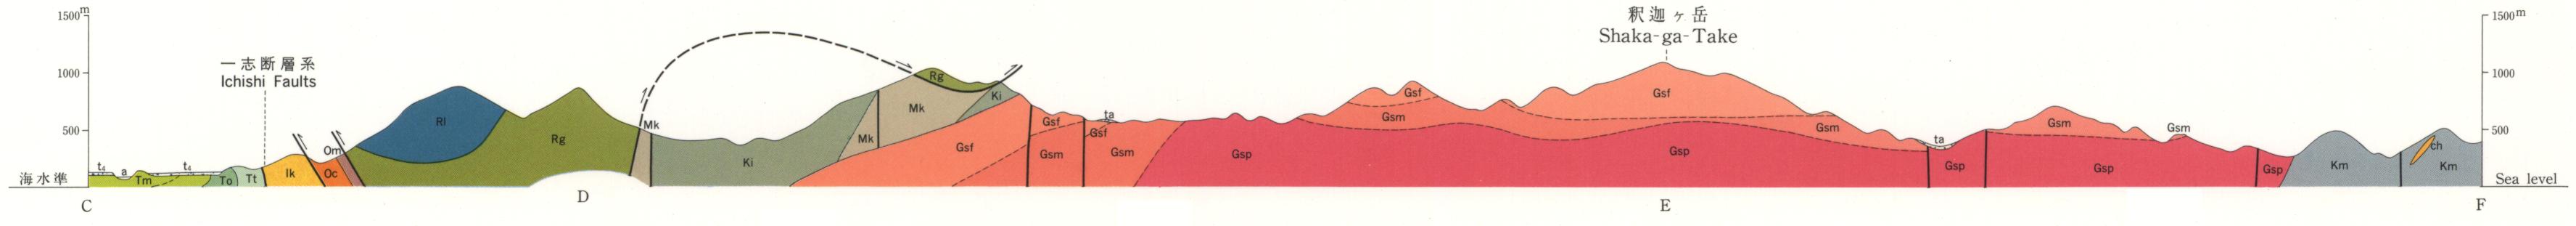 1500m
1000
500
海水準
C
一志断層系
Ichishi Faults
t₄
a
Tm
t₄
To
Tt
Ik
Om
Oc
Rl
Rg
D
Mk
Ki
Mk
Mk
Rg
Ki
Gsf
Gsf
Gsm
ta
Gsf
Gsm
Gsp
釈迦ヶ岳
Shaka-ga-Take
Gsf
Gsm
Gsf
Gsm
Gsp
E
ta
Gsp
Gsm
Gsm
Gsp
Gsp
Km
ch
Km
1500m
1000
500
Sea level
F